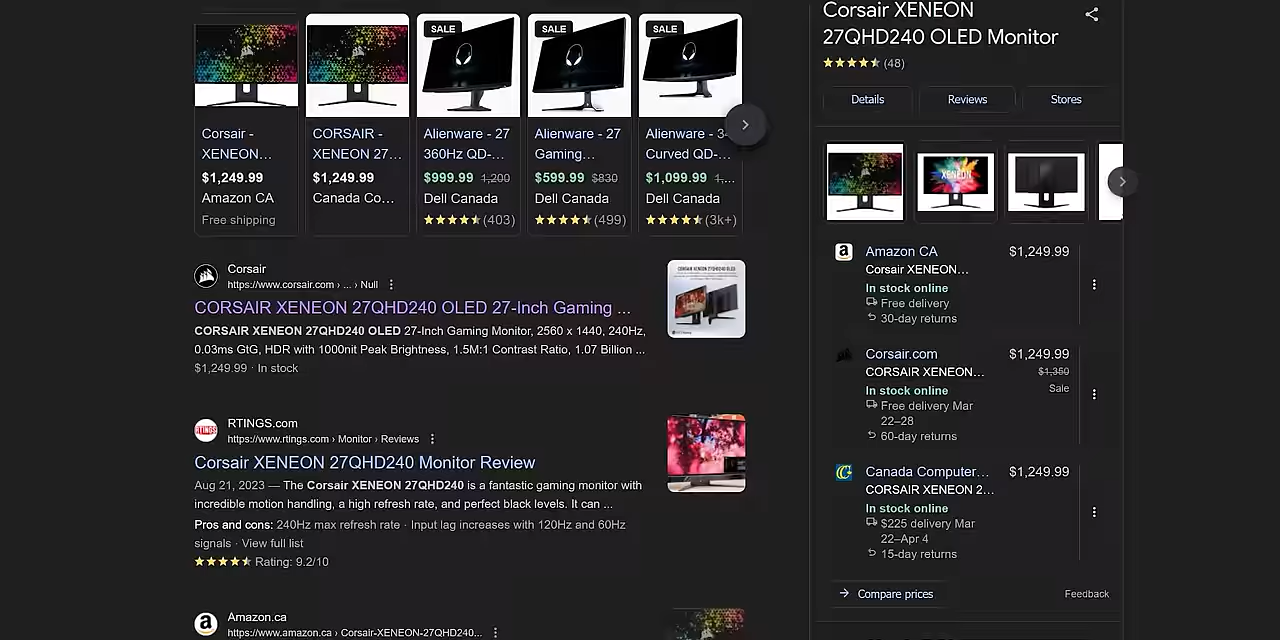 Corsair -
XENEON...
$1,249.99
Amazon CA
Free shipping
CORSAIR -
XENEON 27...
$1,249.99
Canada Co...
SALE
Alienware - 27
360Hz QD-...
$999.99 1,200
Dell Canada
(403)
SALE
Alienware - 27
Gaming...
$599.99 $830
Dell Canada
(499)
SALE
Alienware - 3
Curved QD-...
$1,099.99 1,...
Dell Canada
(3k+)
Corsair
https://www.corsair.com › ... › Null
CORSAIR XENEON 27QHD240 OLED 27-Inch Gaming ...
CORSAIR XENEON 27QHD240 OLED 27-Inch Gaming Monitor, 2560 x 1440, 240Hz,
0.03ms GtG, HDR with 1000nit Peak Brightness, 1.5M:1 Contrast Ratio, 1.07 Billion ...
$1,249.99 · In stock
CORSAIR XENEON 27QHD240 OLED
RTINGS
RTINGS.com
https://www.rtings.com › Monitor › Reviews
Corsair XENEON 27QHD240 Monitor Review
Aug 21, 2023 — The Corsair XENEON 27QHD240 is a fantastic gaming monitor with
incredible motion handling, a high refresh rate, and perfect black levels. It can ...
Pros and cons: 240Hz max refresh rate · Input lag increases with 120Hz and 60Hz
signals · View full list
Rating: 9.2/10
Amazon.ca
https://www.amazon.ca › Corsair-XENEON-27QHD240...
Corsair XENEON
27QHD240 OLED Monitor
(48)
Details
Reviews
Stores
XENEON
Amazon CA $1,249.99
Corsair XENEON...
In stock online
Free delivery
30-day returns
Corsair.com $1,249.99
CORSAIR XENEON... $1,350
In stock online Sale
Free delivery Mar
22–28
60-day returns
Canada Computer... $1,249.99
CORSAIR XENEON 2...
In stock online
$225 delivery Mar
22–Apr 4
15-day returns
Compare prices
Feedback